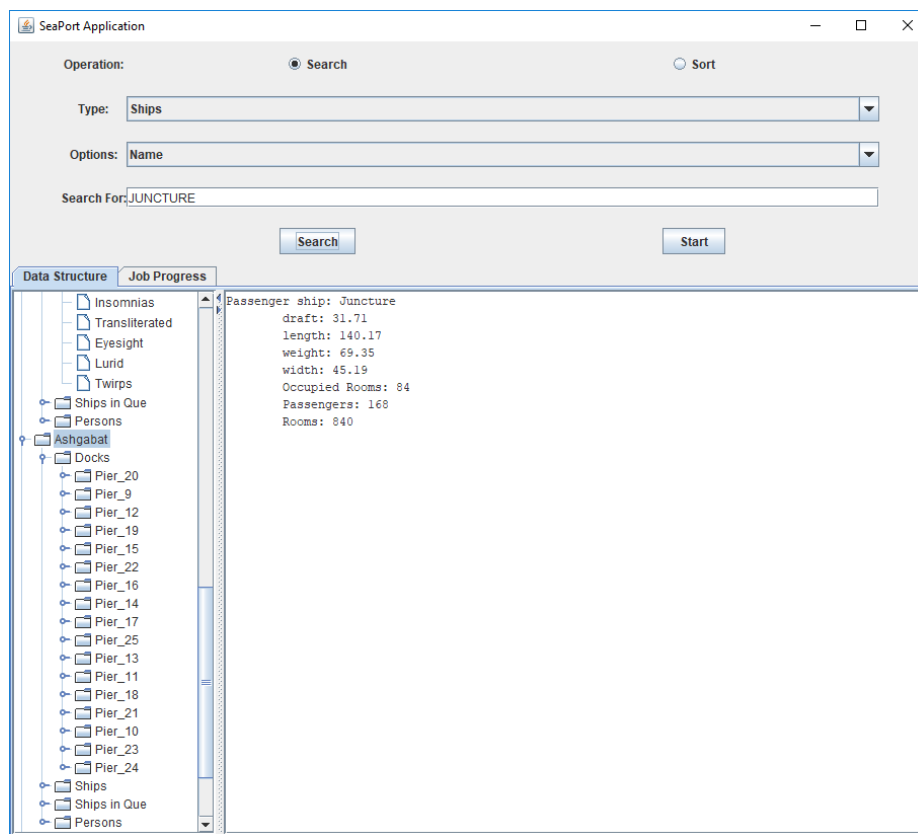 SeaPort Application
Operation: Search Sort
Type: Ships
Options: Name
Search For: JUNCTURE
Search Start
Data Structure Job Progress
Insomnias
Transliterated
Eyesight
Lurid
Twirps
Ships in Que
Persons
Ashgabat
Docks
Pier_20
Pier_9
Pier_12
Pier_19
Pier_15
Pier_22
Pier_16
Pier_14
Pier_17
Pier_25
Pier_13
Pier_11
Pier_18
Pier_21
Pier_10
Pier_23
Pier_24
Ships
Ships in Que
Persons
Passenger ship: Juncture
draft: 31.71
length: 140.17
weight: 69.35
width: 45.19
Occupied Rooms: 84
Passengers: 168
Rooms: 840